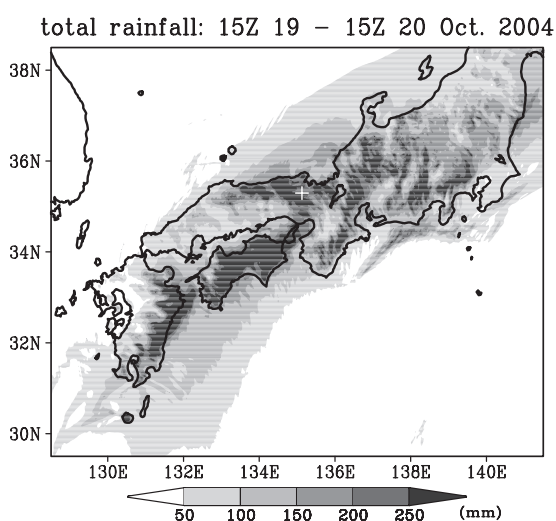 total rainfall: 15Z 19 – 15Z 20 Oct. 2004
38N
36N
34N
32N
30N
130E 132E 134E 136E 138E 140E
50 100 150 200 250 (mm)